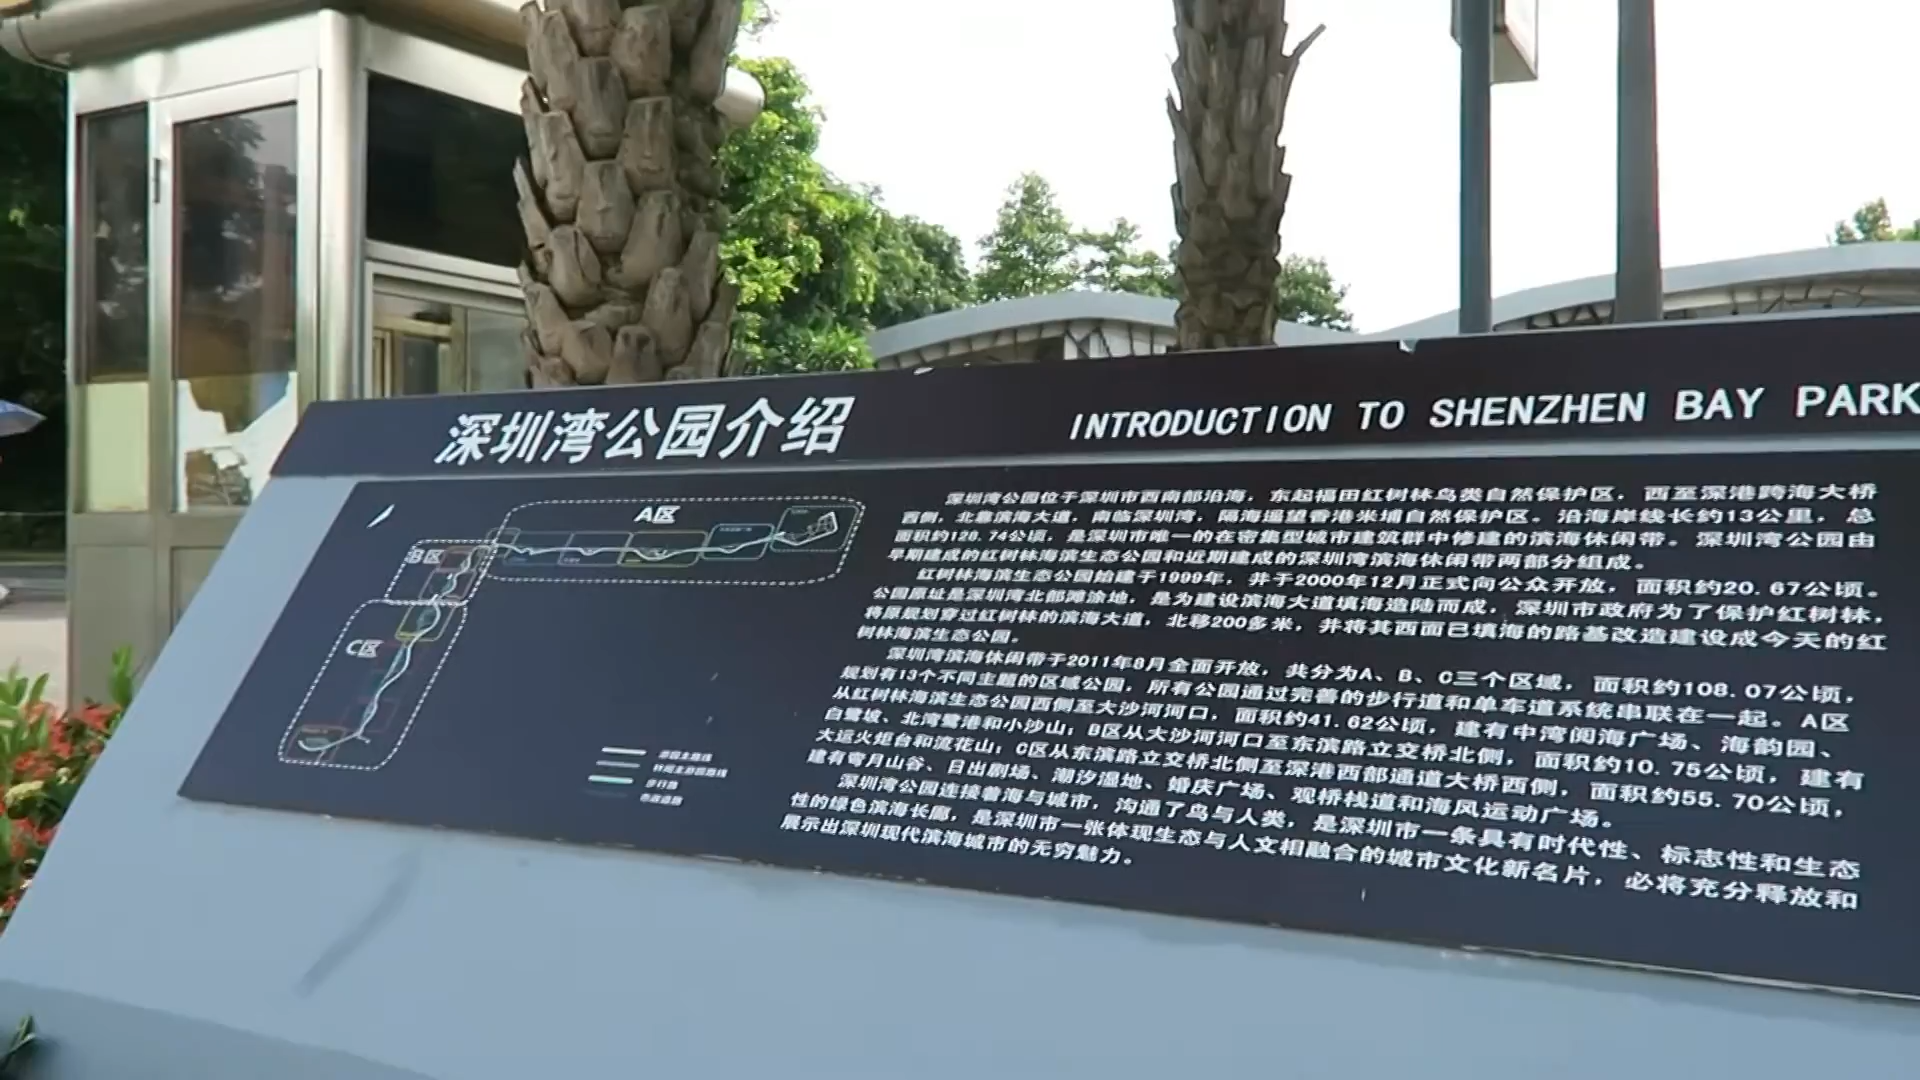 深圳湾公园介绍
INTRODUCTION TO SHENZHEN BAY PARK
A区
B区
C区
游园主路线
步行路
市政道路
深圳湾公园位于深圳市西南部沿海，东起福田红树林鸟类自然保护区，西至深港跨海大桥
西侧，北靠滨海大道，南临深圳湾，隔海遥望香港米埔自然保护区。沿海岸线长约13公里，总
面积约128.74公顷，是深圳市唯一的在密集型城市建筑群中修建的滨海休闲带。深圳湾公园由
早期建成的红树林海滨生态公园和近期建成的深圳湾滨海休闲带两部分组成。
红树林海滨生态公园始建于1999年，并于2000年12月正式向公众开放，面积约20.67公顷。
公园原址是深圳湾北部滩涂地，是为建设滨海大道填海造陆而成，深圳市政府为了保护红树林，
将原规划穿过红树林的滨海大道，北移200多米，并将其西面已填海的路基改造建设成今天的红
树林海滨生态公园。
深圳湾滨海休闲带于2011年8月全面开放，共分为A、B、C三个区域，面积约108.07公顷，
规划有13个不同主题的区域公园，所有公园通过完善的步行道和单车道系统串联在一起。A区
从红树林海滨生态公园西侧至大沙河河口，面积约41.62公顷，建有中湾阅海广场、海韵园、
白鹭坡、北湾鹭港和小沙山；B区从大沙河河口至东滨路立交桥北侧，面积约10.75公顷，建有
大运火炬台和流花山；C区从东滨路立交桥北侧至深港西部通道大桥西侧，面积约55.70公顷，
建有弯月山谷、日出剧场、潮汐湿地、婚庆广场、观桥栈道和海风运动广场。
深圳湾公园连接着海与城市，沟通了鸟与人类，是深圳市一条具有时代性、标志性和生态
性的绿色滨海长廊，是深圳市一张体现生态与人文相融合的城市文化新名片，必将充分释放和
展示出深圳现代滨海城市的无穷魅力。